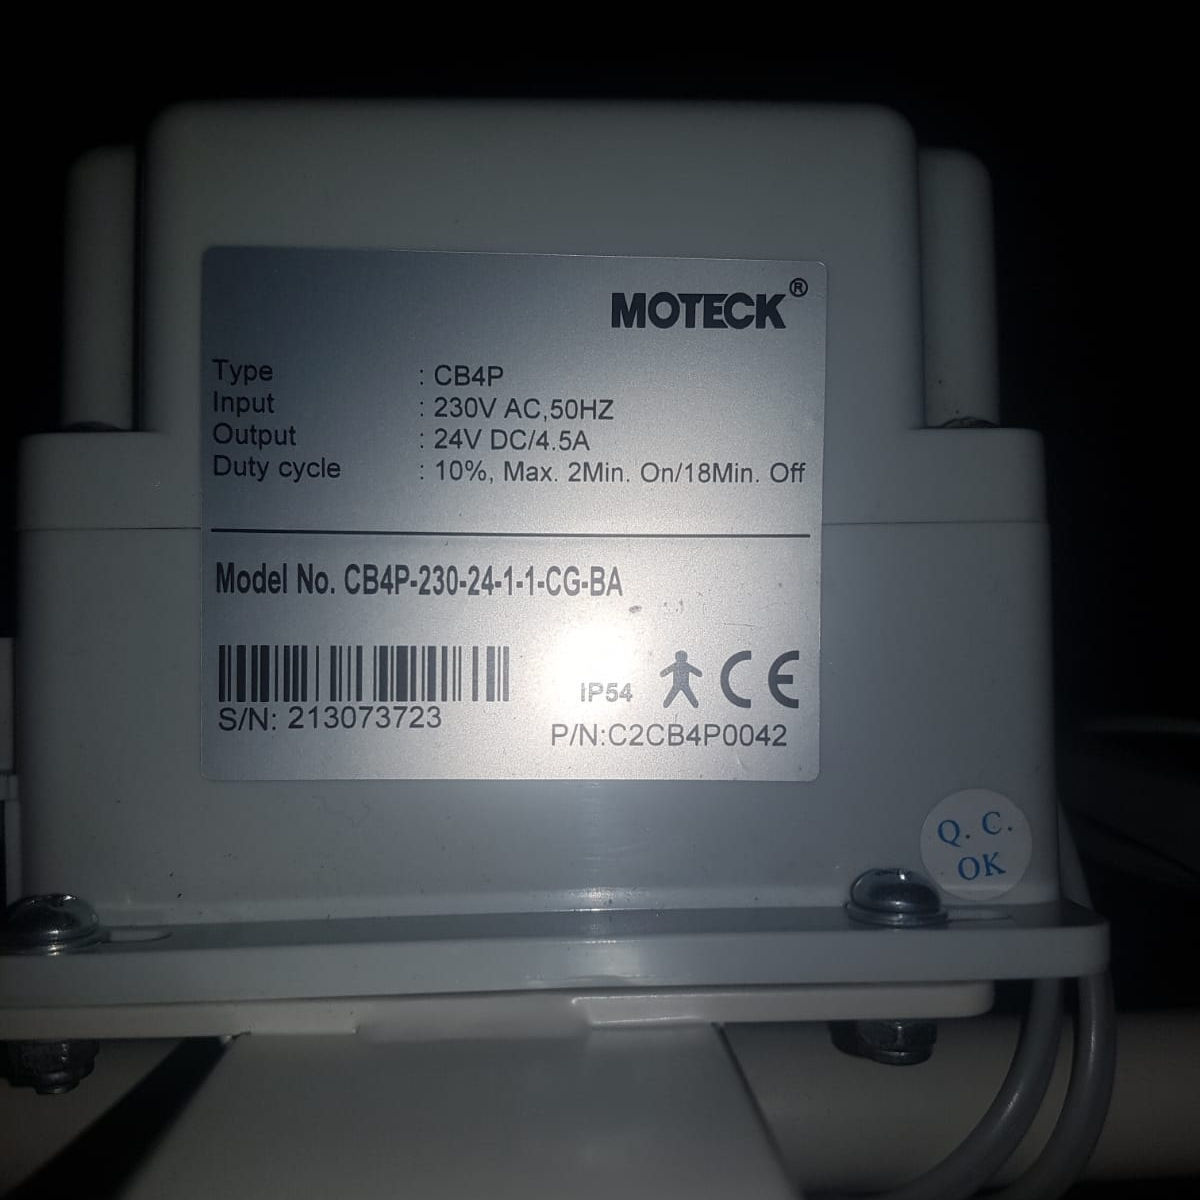 MOTECK®
Type : CB4P
Input : 230V AC,50HZ
Output : 24V DC/4.5A
Duty cycle : 10%, Max. 2Min. On/18Min. Off
Model No. CB4P-230-24-1-1-CG-BA
IP54 CE
S/N: 213073723
P/N:C2CB4P0042
Q. C.
OK